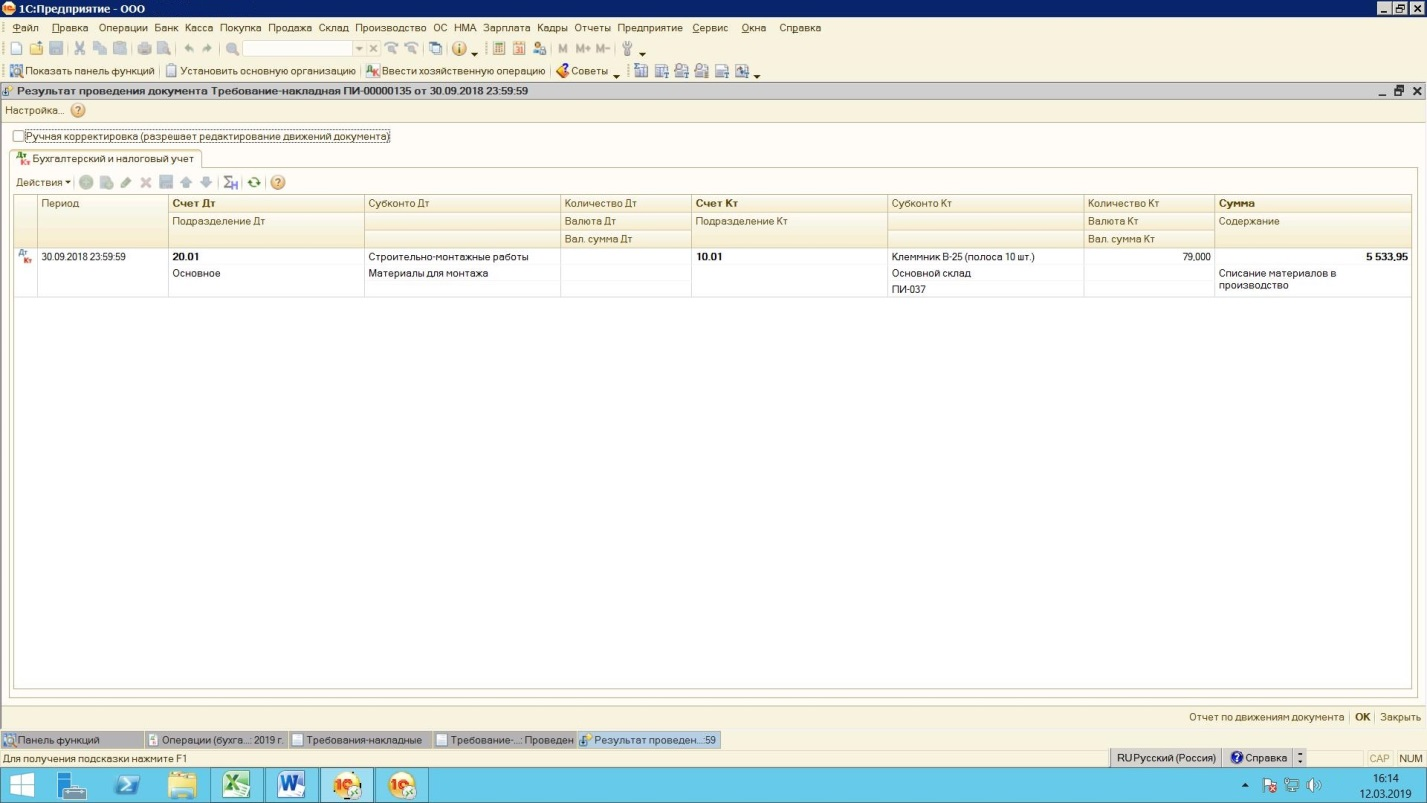 1С:Предприятие - ООО
Файл Правка Операции Банк Касса Покупка Продажа Склад Производство ОС НМА Зарплата Кадры Отчеты Предприятие Сервис Окна Справка
M M+ M-
Показать панель функций Установить основную организацию Ввести хозяйственную операцию Советы
Результат проведения документа Требование-накладная ПИ-00000135 от 30.09.2018 23:59:59
Настройка...
Ручная корректировка (разрешает редактирование движений документа)
Бухгалтерский и налоговый учет
Действия
Период Счет Дт Субконто Дт Количество Дт Счет Кт Субконто Кт Количество Кт Сумма
Подразделение Дт Валюта Дт Подразделение Кт Валюта Кт Содержание
Вал. сумма Дт Вал. сумма Кт
30.09.2018 23:59:59 20.01 Строительно-монтажные работы 10.01 Клеммник В-25 (полоса 10 шт.) 79,000 5 533,95
Основное Материалы для монтажа Основной склад Списание материалов в
производство
ПИ-037
Отчет по движениям документа OK Закрыть
Панель функций Операции (бухга...: 2019 г. Требования-накладные Требование-...: Проведен Результат проведен...:59
Для получения подсказки нажмите F1 RU Русский (Россия) Справка CAP NUM
16:14
12.03.2019